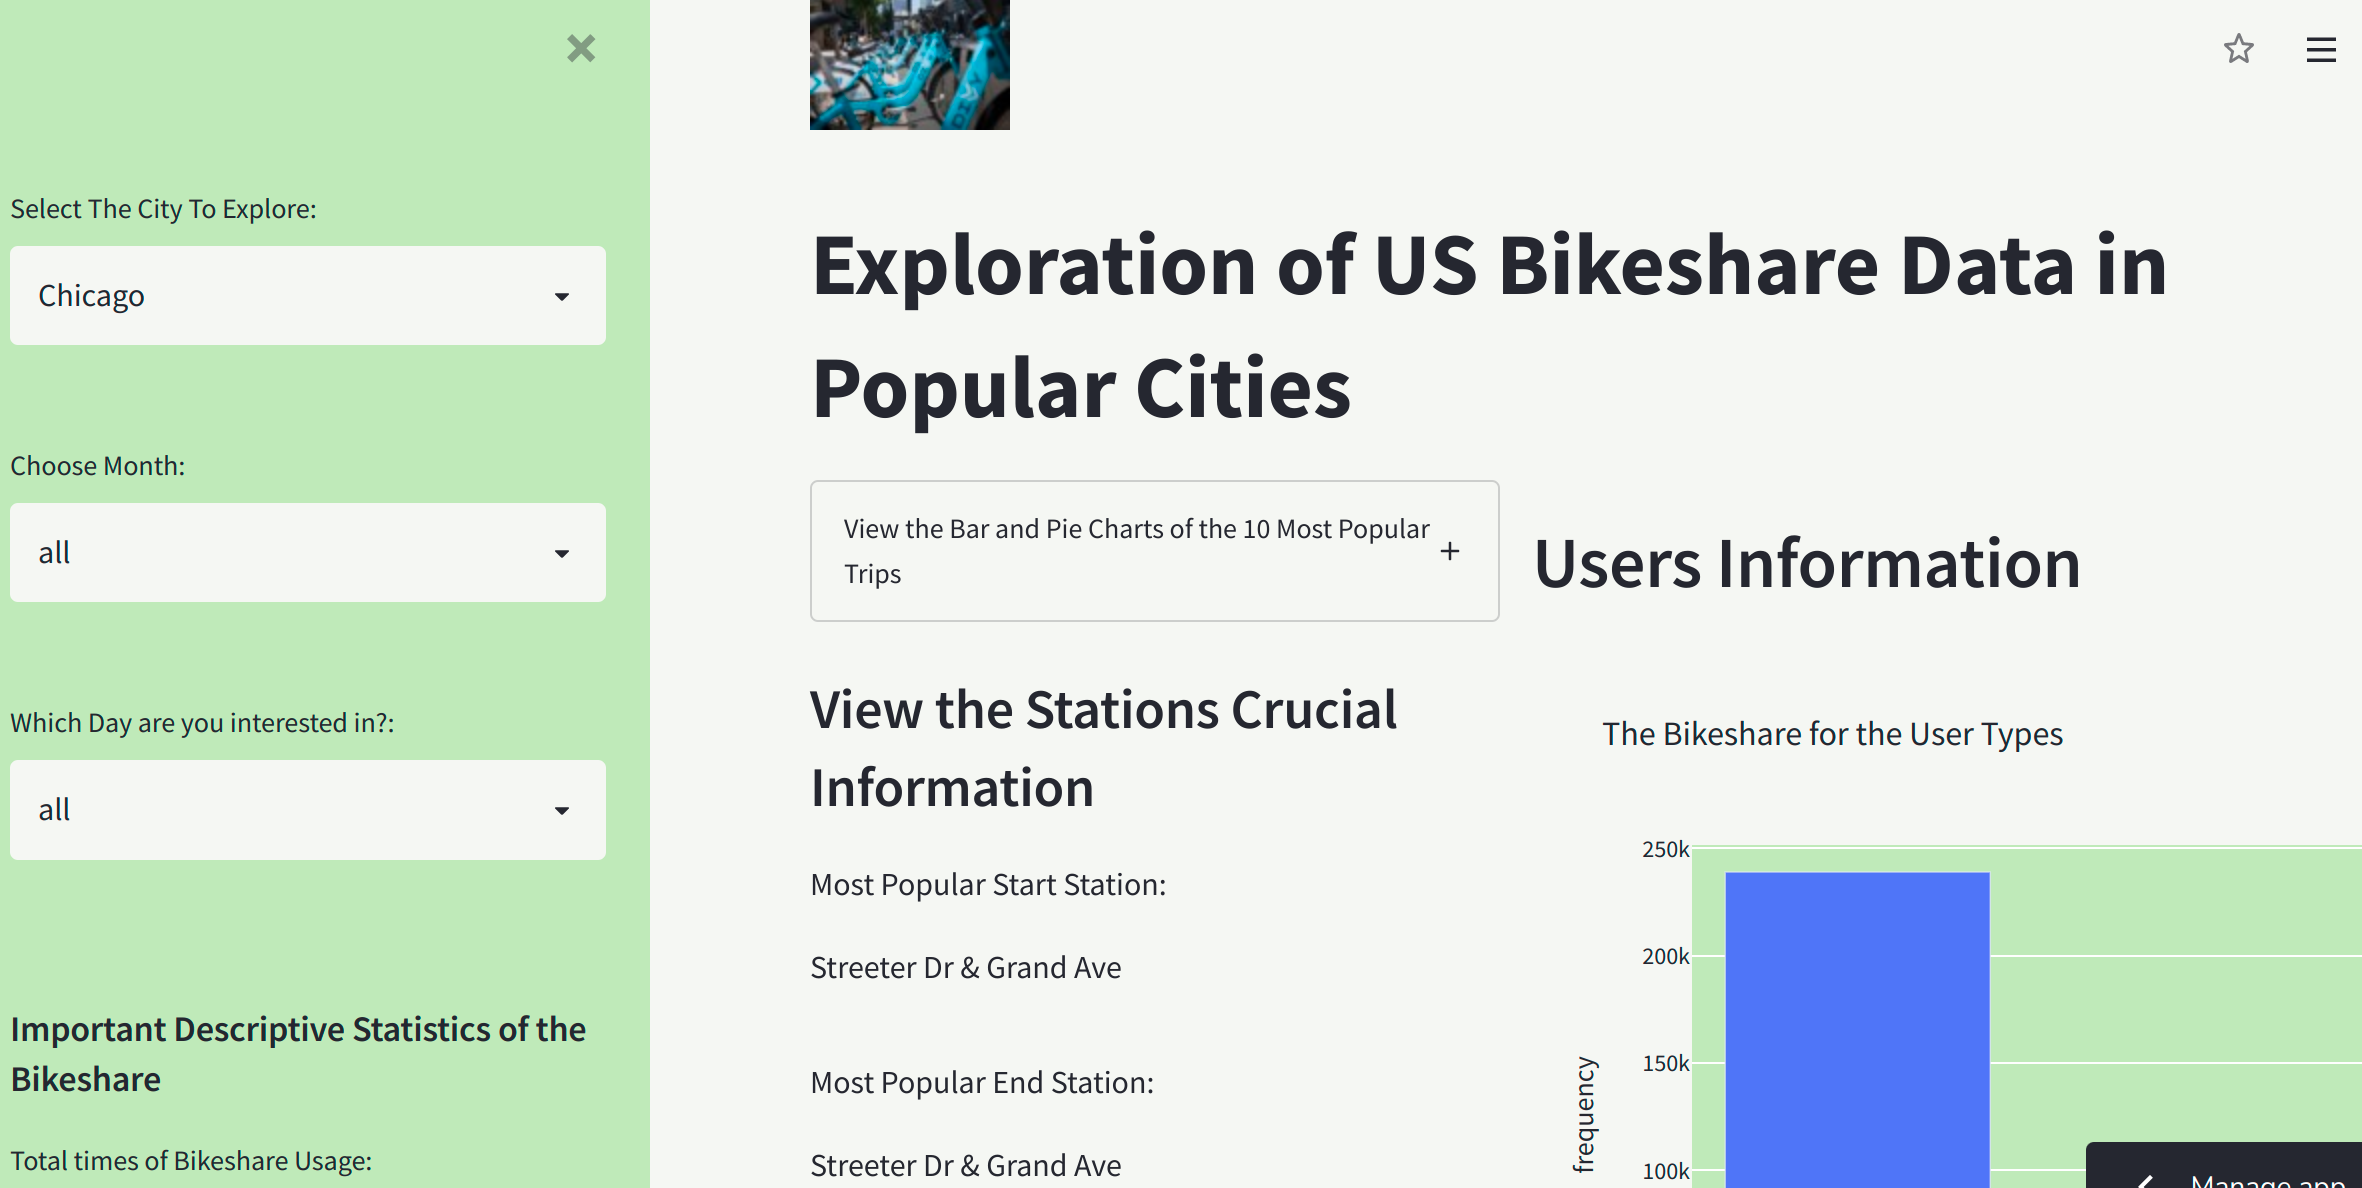 Select The City To Explore:
Chicago
Choose Month:
all
Which Day are you interested in?:
all
Important Descriptive Statistics of the
Bikeshare
Total times of Bikeshare Usage:
Exploration of US Bikeshare Data in
Popular Cities
View the Bar and Pie Charts of the 10 Most Popular
Trips
View the Stations Crucial
Information
Most Popular Start Station:
Streeter Dr & Grand Ave
Most Popular End Station:
Streeter Dr & Grand Ave
Users Information
The Bikeshare for the User Types
250k
200k
150k
100k
frequency
Manage app